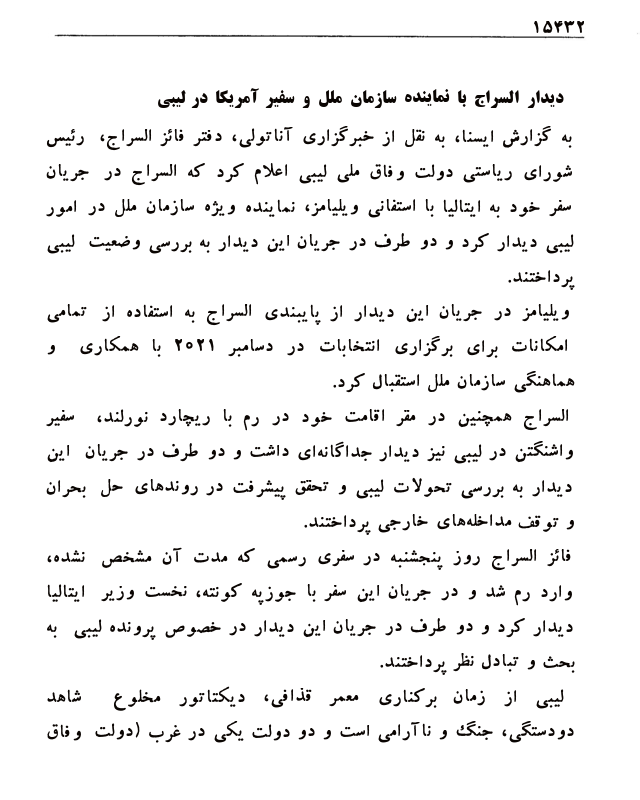 ۱۵۴۳۲
دیدار السراج با نماینده سازمان ملل و سفیر آمریکا در لیبی
به گزارش ایسنا، به نقل از خبرگزاری آناتولی، دفتر فائز السراج، رئیس
شورای ریاستی دولت وفاق ملی لیبی اعلام کرد که السراج در جریان
سفر خود به ایتالیا با استفانی ویلیامز، نماینده ویژه سازمان ملل در امور
لیبی دیدار کرد و دو طرف در جریان این دیدار به بررسی وضعیت لیبی
پرداختند.
ویلیامز در جریان این دیدار از پایبندی السراج به استفاده از تمامی
امکانات برای برگزاری انتخابات در دسامبر ۲۰۲۱ با همکاری و
هماهنگی سازمان ملل استقبال کرد.
السراج همچنین در مقر اقامت خود در رم با ریچارد نورلند، سفیر
واشنگتن در لیبی نیز دیدار جداگانه‌ای داشت و دو طرف در جریان این
دیدار به بررسی تحولات لیبی و تحقق پیشرفت در روندهای حل بحران
و توقف مداخله‌های خارجی پرداختند.
فائز السراج روز پنجشنبه در سفری رسمی که مدت آن مشخص نشده،
وارد رم شد و در جریان این سفر با جوزپه کونته، نخست وزیر ایتالیا
دیدار کرد و دو طرف در جریان این دیدار در خصوص پرونده لیبی به
بحث و تبادل نظر پرداختند.
لیبی از زمان برکناری معمر قذافی، دیکتاتور مخلوع شاهد
دودستگی، جنگ و ناآرامی است و دو دولت یکی در غرب (دولت وفاق